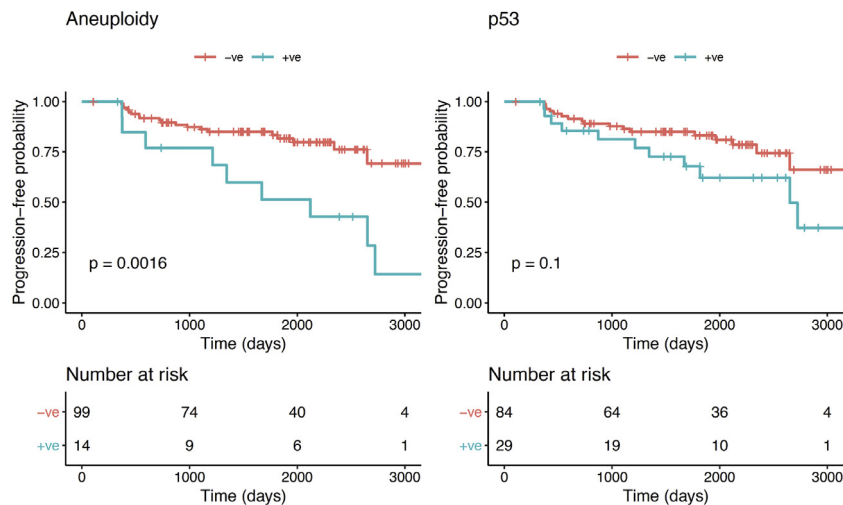 Aneuploidy
−ve +ve
Progression−free probability
1.00
0.75
0.50
0.25
0.00
p = 0.0016
0 1000 2000 3000
Time (days)
Number at risk
−ve 99 74 40 4
+ve 14 9 6 1
0 1000 2000 3000
Time (days)
p53
−ve +ve
Progression−free probability
1.00
0.75
0.50
0.25
0.00
p = 0.1
0 1000 2000 3000
Time (days)
Number at risk
−ve 84 64 36 4
+ve 29 19 10 1
0 1000 2000 3000
Time (days)